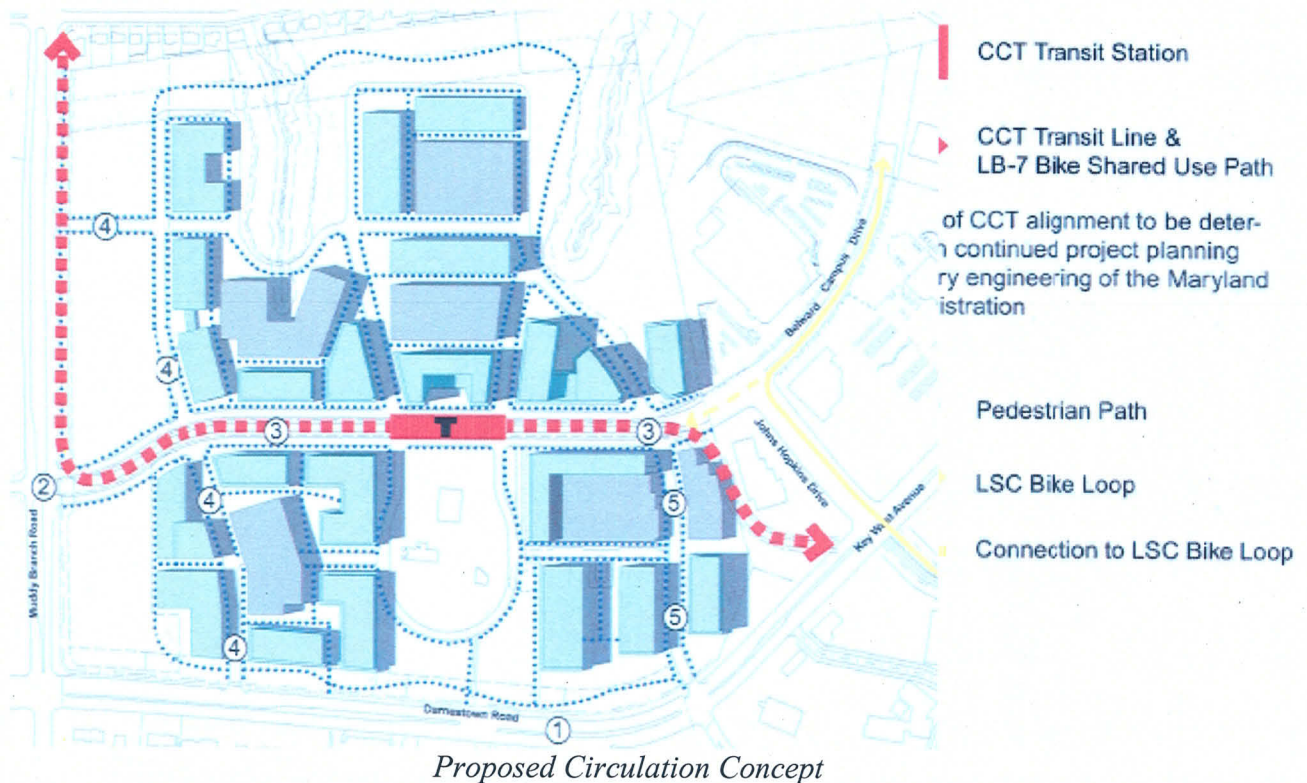 CCT Transit Station
CCT Transit Line &
LB-7 Bike Shared Use Path
of CCT alignment to be deter-
continued project planning
ry engineering of the Maryland
istration
Pedestrian Path
LSC Bike Loop
Connection to LSC Bike Loop
4
Belward Campus Drive
4
T
3
3
Johns Hopkins Drive
2
4
5
Key West Avenue
Muddy Branch Road
5
4
Darnestown Road
1
Proposed Circulation Concept